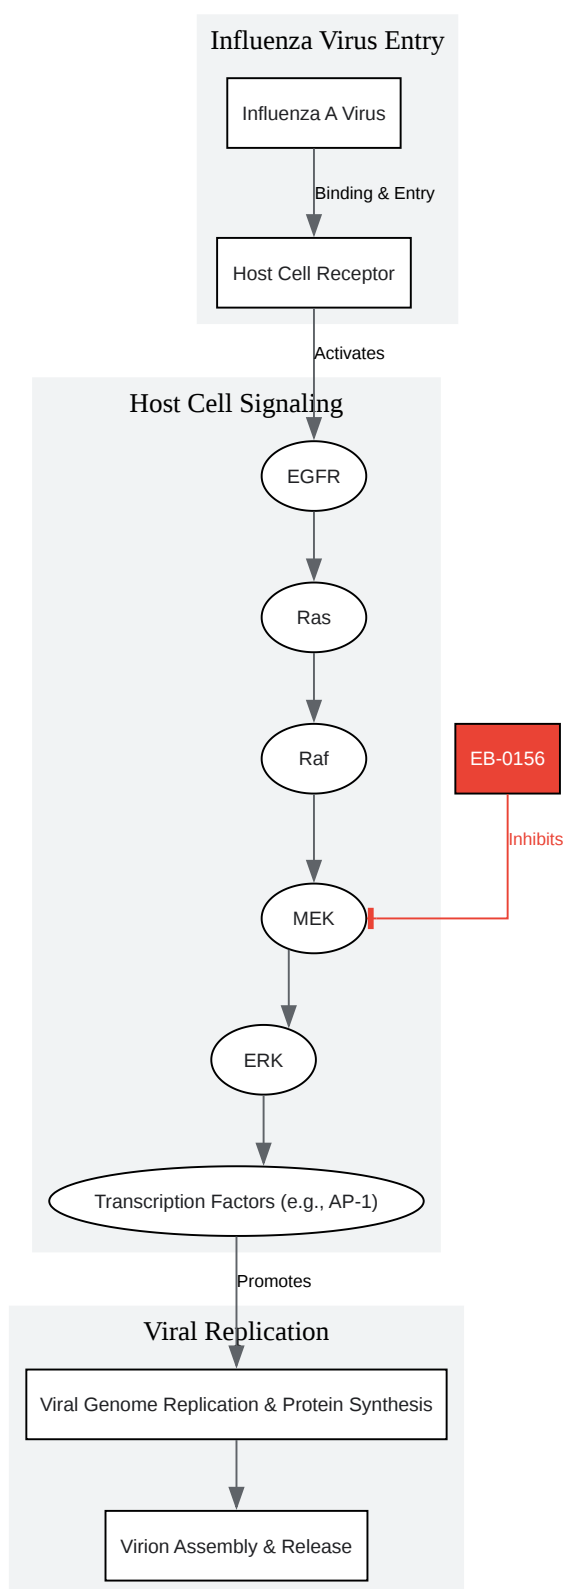 Influenza Virus Entry
Influenza A Virus
Binding & Entry
Host Cell Receptor
Activates
Host Cell Signaling
EGFR
Ras
Raf
EB-0156
Inhibits
MEK
ERK
Transcription Factors (e.g., AP-1)
Promotes
Viral Replication
Viral Genome Replication & Protein Synthesis
Virion Assembly & Release